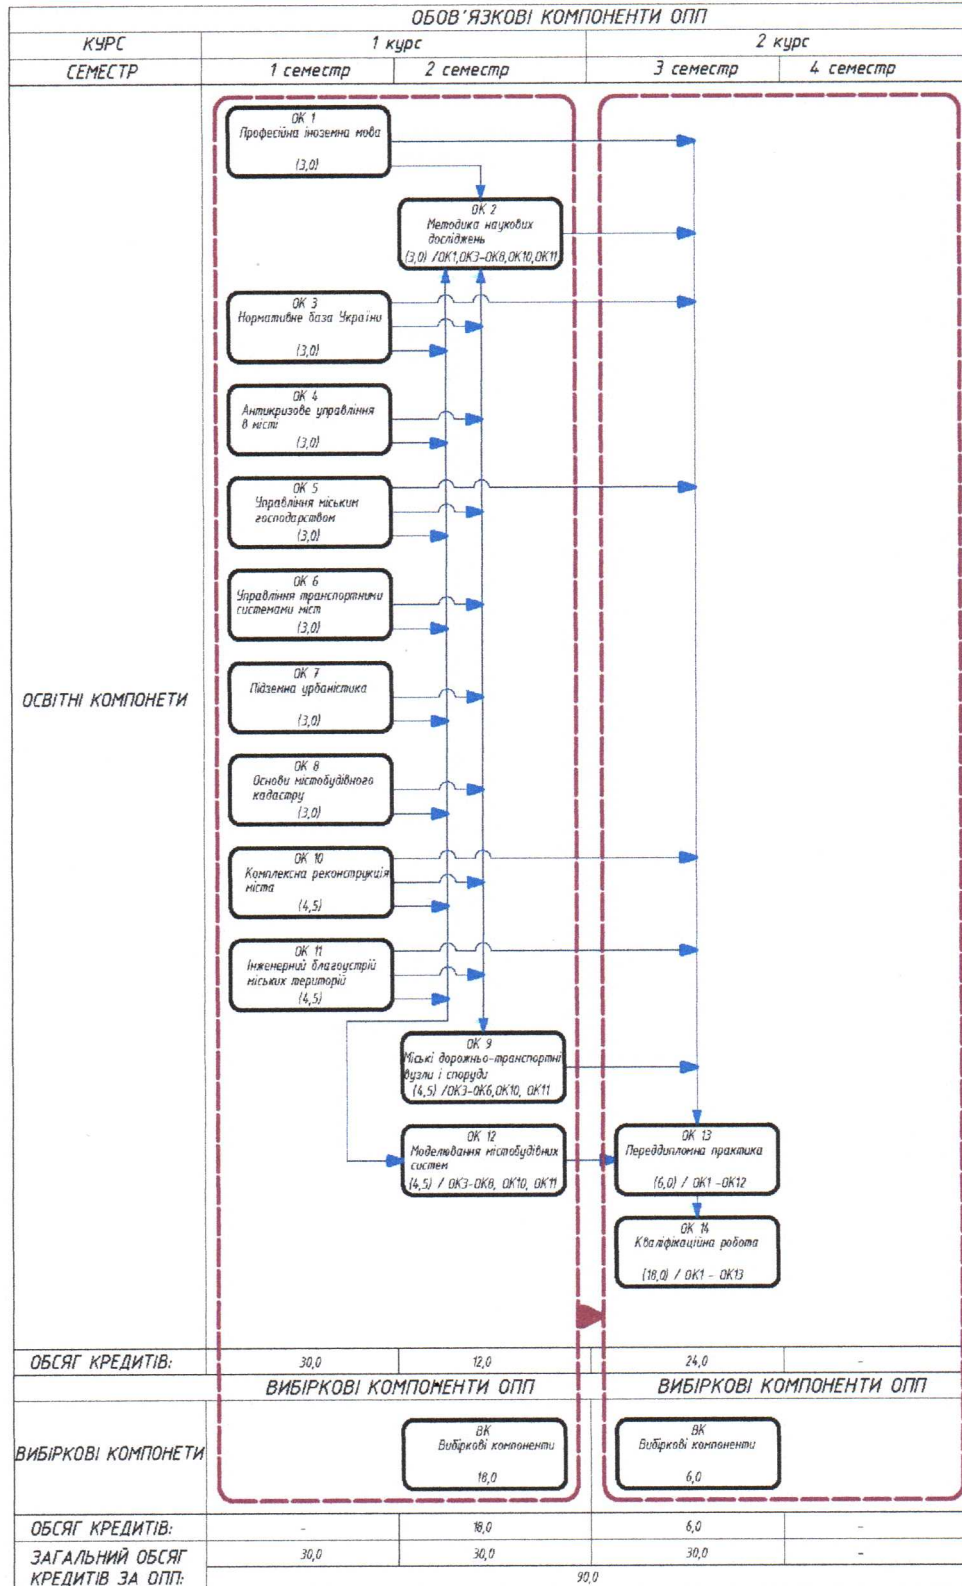 ОБОВ'ЯЗКОВІ КОМПОНЕНТИ ОПП
КУРС
1 курс
2 курс
СЕМЕСТР
1 семестр
2 семестр
3 семестр
4 семестр
ОСВІТНІ КОМПОНЕТИ
ОК 1
Професійна іноземна мова
(3,0)
ОК 2
Методика наукових
досліджень
(3,0) /ОК1,ОК3-ОК8,ОК10,ОК11
ОК 3
Нормативне база України
(3,0)
ОК 4
Антикризове управління
в місті
(3,0)
ОК 5
Управління міським
господарством
(3,0)
ОК 6
Управління транспортними
системами міст
(3,0)
ОК 7
Підземна урбаністика
(3,0)
ОК 8
Основи містобудівного
кадастру
(3,0)
ОК 10
Комплексна реконструкція
міста
(4,5)
ОК 11
Інженерний благоустрій
міських територій
(4,5)
ОК 9
Міські дорожньо-транспортні
вузли і споруди
(4,5) /ОК3-ОК6,ОК10, ОК11
ОК 12
Моделювання містобудівних
систем
(4,5) / ОК3-ОК8, ОК10, ОК11
ОК 13
Переддипломна практика
(6,0) / ОК1 -ОК12
ОК 14
Кваліфікаційна робота
(18,0) / ОК1 - ОК13
ОБСЯГ КРЕДИТІВ:
30,0
12,0
24,0
-
ВИБІРКОВІ КОМПОНЕНТИ ОПП
ВИБІРКОВІ КОМПОНЕНТИ ОПП
ВИБІРКОВІ КОМПОНЕТИ
ВК
Вибіркові компоненти
18,0
ВК
Вибіркові компоненти
6,0
ОБСЯГ КРЕДИТІВ:
-
18,0
6,0
-
ЗАГАЛЬНИЙ ОБСЯГ
КРЕДИТІВ ЗА ОПП:
30,0
30,0
30,0
-
90,0